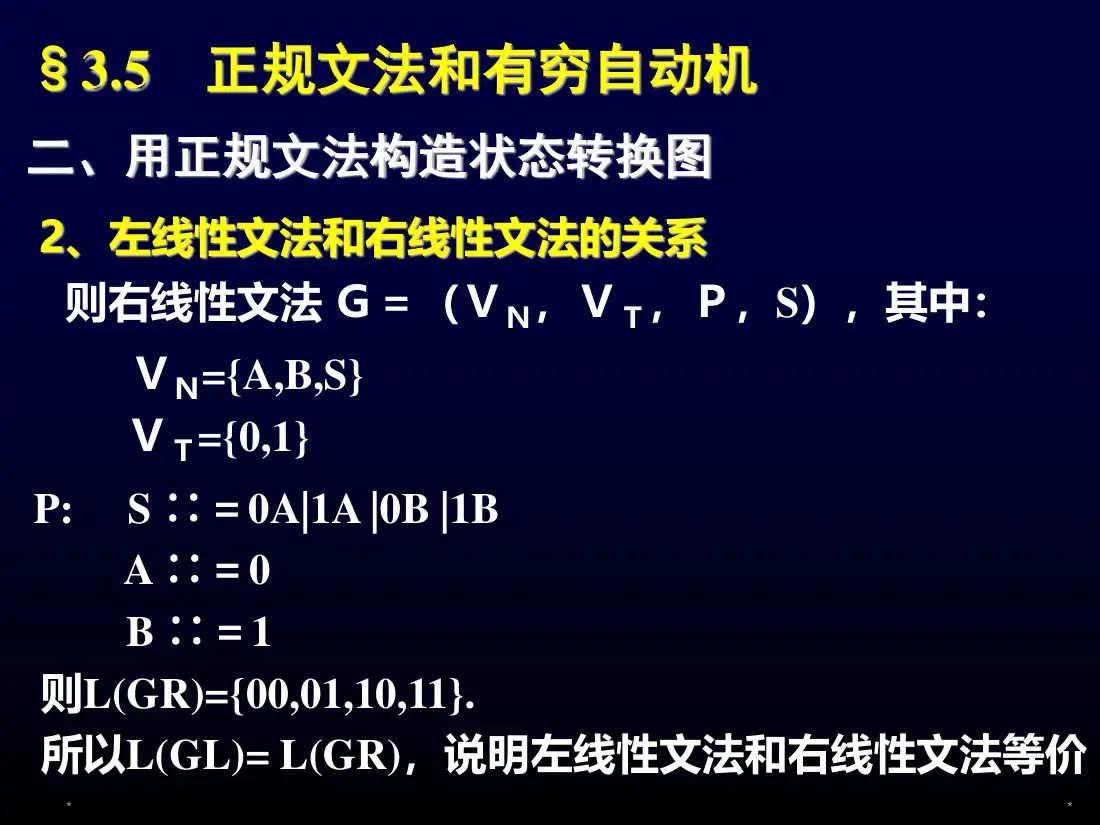 §3.5 正规文法和有穷自动机
二、用正规文法构造状态转换图
2、左线性文法和右线性文法的关系
则右线性文法 G =（V N，V T，P，S），其中：
V N={A,B,S}
V T={0,1}
P: S ∷＝0A|1A |0B |1B
A ∷＝0
B ∷＝1
则L(GR)={00,01,10,11}.
所以L(GL)= L(GR)，说明左线性文法和右线性文法等价
* *